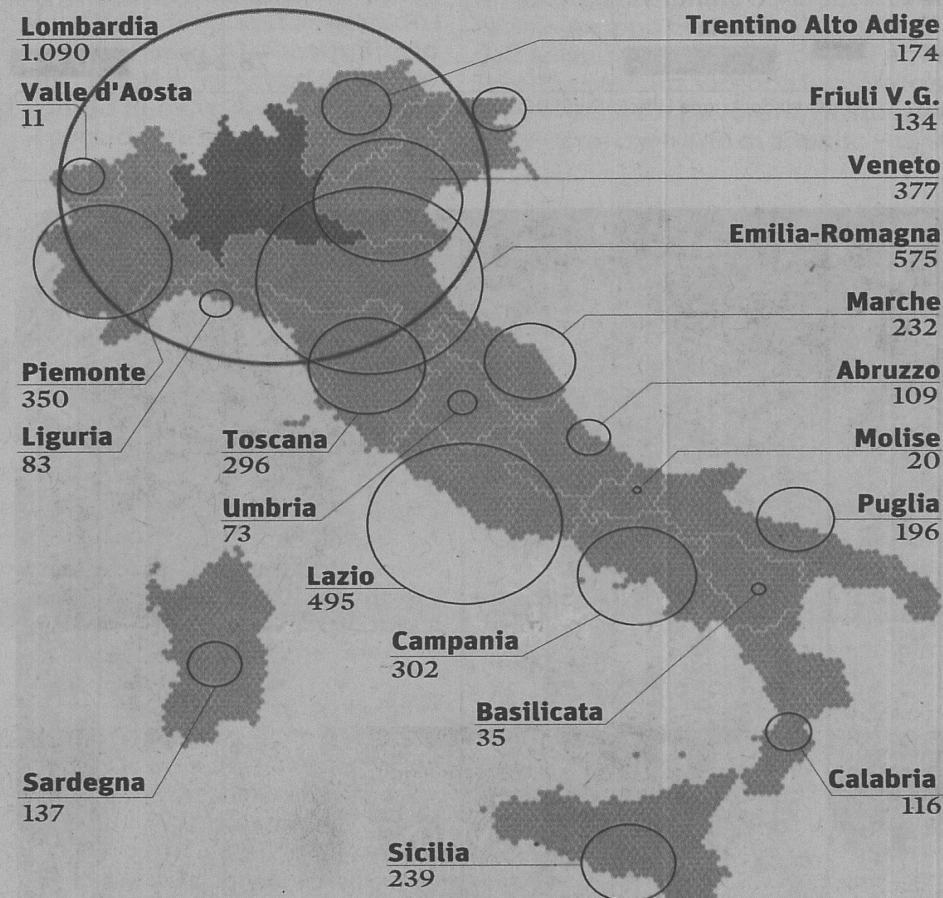 Lombardia
1.090
Valle d'Aosta
11
Trentino Alto Adige
174
Friuli V.G.
134
Veneto
377
Emilia-Romagna
575
Marche
232
Abruzzo
109
Molise
20
Puglia
196
Piemonte
350
Liguria
83
Toscana
296
Umbria
73
Lazio
495
Campania
302
Basilicata
35
Sardegna
137
Calabria
116
Sicilia
239